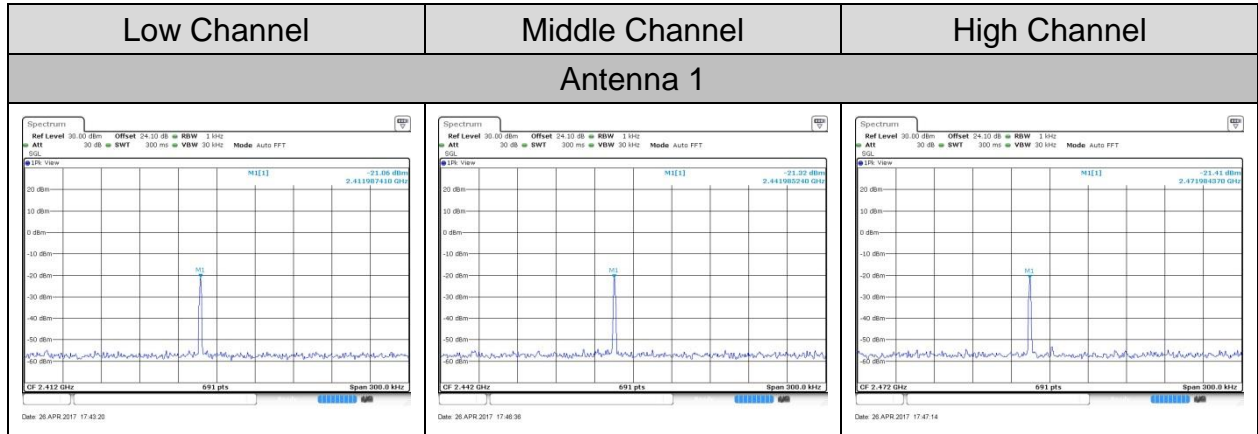 Low Channel
Middle Channel
High Channel
Antenna 1
Spectrum
Ref Level 30.00 dBm Offset 24.10 dB RBW 1 kHz
Att 30 dB SWT 300 ms VBW 30 kHz Mode Auto FFT
SGL
1Pk View
M1[1] -21.06 dBm
2.411987410 GHz
20 dBm
10 dBm
0 dBm
-10 dBm
M1
-20 dBm
-30 dBm
-40 dBm
-50 dBm
-60 dBm
CF 2.412 GHz 691 pts Span 300.0 kHz
Date: 26.APR.2017 17:43:20
Spectrum
Ref Level 30.00 dBm Offset 24.10 dB RBW 1 kHz
Att 30 dB SWT 300 ms VBW 30 kHz Mode Auto FFT
SGL
1Pk View
M1[1] -21.32 dBm
2.441985240 GHz
20 dBm
10 dBm
0 dBm
-10 dBm
M1
-20 dBm
-30 dBm
-40 dBm
-50 dBm
-60 dBm
CF 2.442 GHz 691 pts Span 300.0 kHz
Date: 26.APR.2017 17:46:36
Spectrum
Ref Level 30.00 dBm Offset 24.10 dB RBW 1 kHz
Att 30 dB SWT 300 ms VBW 30 kHz Mode Auto FFT
SGL
1Pk View
M1[1] -21.41 dBm
2.471984370 GHz
20 dBm
10 dBm
0 dBm
-10 dBm
M1
-20 dBm
-30 dBm
-40 dBm
-50 dBm
-60 dBm
CF 2.472 GHz 691 pts Span 300.0 kHz
Date: 26.APR.2017 17:47:14